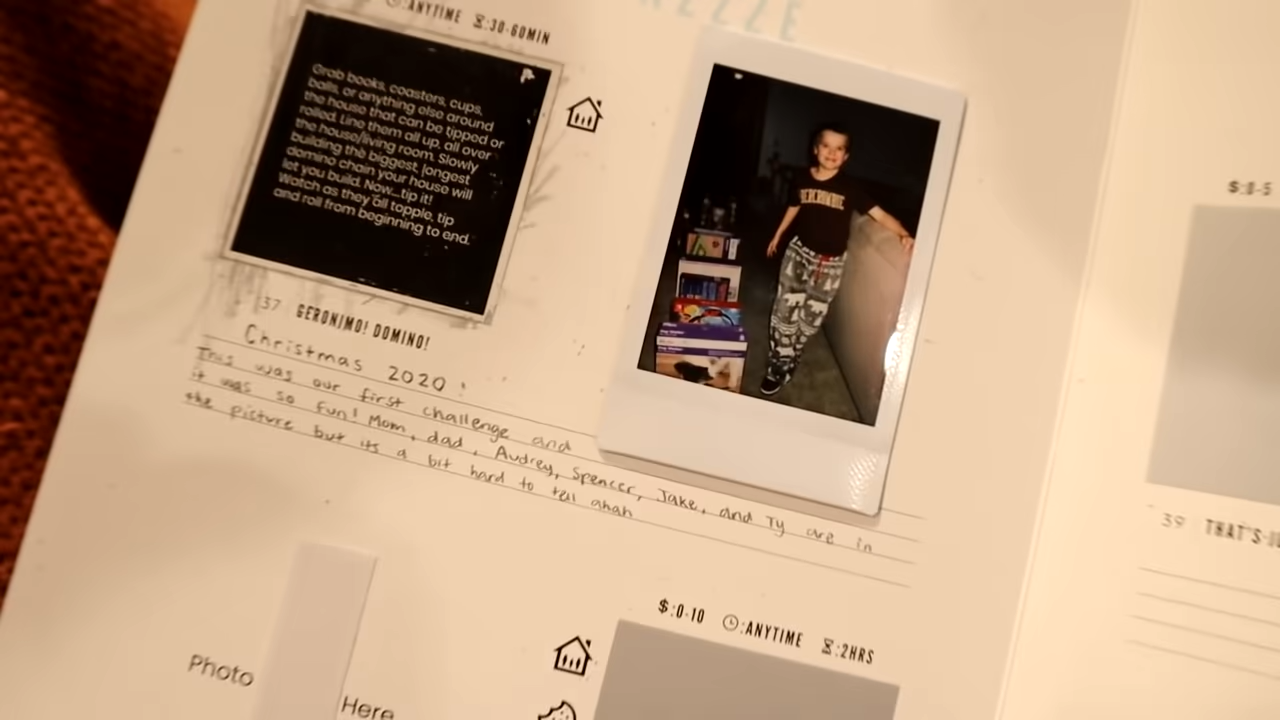 :ANYTIME :30-60MIN
Grab books, coasters, cups,
balls, or anything else around
the house that can be tipped or
rolled. Line them all up, all over
the house/living room. Slowly
building the biggest, longest
domino chain your house will
let you build. Now...tip it!
Watch as they all topple, tip
and roll from beginning to end.
37 GERONIMO! DOMINO!
Christmas 2020!
This was our first challenge and
it was so fun! Mom, dad, Audrey, Spencer, Jake, and Ty are in
the picture but its a bit hard to tell ahah
Photo
Here
$:0-10 :ANYTIME :2HRS
$:0-5
39 THAT'S